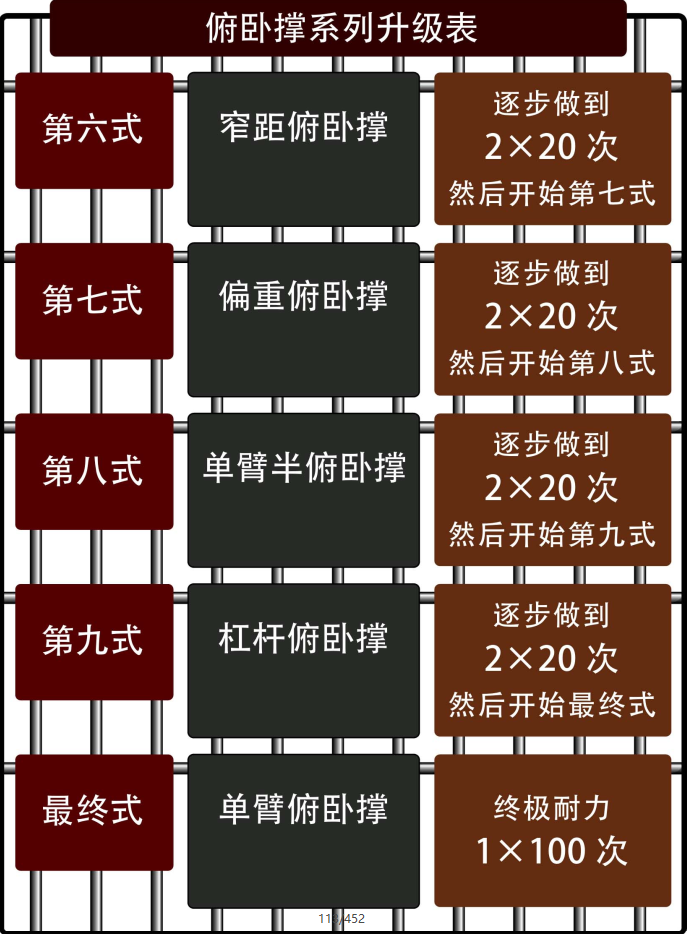 俯卧撑系列升级表
第六式
窄距俯卧撑
逐步做到
2×20 次
然后开始第七式
第七式
偏重俯卧撑
逐步做到
2×20 次
然后开始第八式
第八式
单臂半俯卧撑
逐步做到
2×20 次
然后开始第九式
第九式
杠杆俯卧撑
逐步做到
2×20 次
然后开始最终式
最终式
单臂俯卧撑
终极耐力
1×100 次